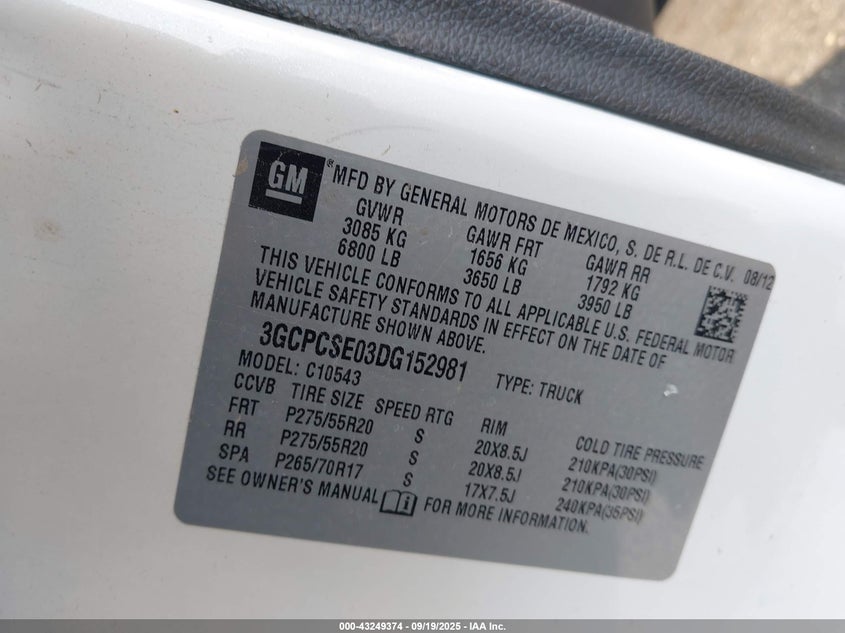 GM
® MFD BY GENERAL MOTORS DE MEXICO, S. DE R.L. DE C.V. 08/12
GVWR GAWR FRT GAWR RR
3085 KG 1656 KG 1792 KG
6800 LB 3650 LB 3950 LB
THIS VEHICLE CONFORMS TO ALL APPLICABLE U.S. FEDERAL MOTOR
VEHICLE SAFETY STANDARDS IN EFFECT ON THE DATE OF
MANUFACTURE SHOWN ABOVE.
3GCPCSE03DG152981 TYPE: TRUCK
MODEL: C10543
CCVB TIRE SIZE SPEED RTG RIM COLD TIRE PRESSURE
FRT P275/55R20 S 20X8.5J 210KPA(30PSI)
RR P275/55R20 S 20X8.5J 210KPA(30PSI)
SPA P265/70R17 S 17X7.5J 240KPA(35PSI)
SEE OWNER'S MANUAL FOR MORE INFORMATION.
000-43249374 - 09/19/2025 - IAA Inc.